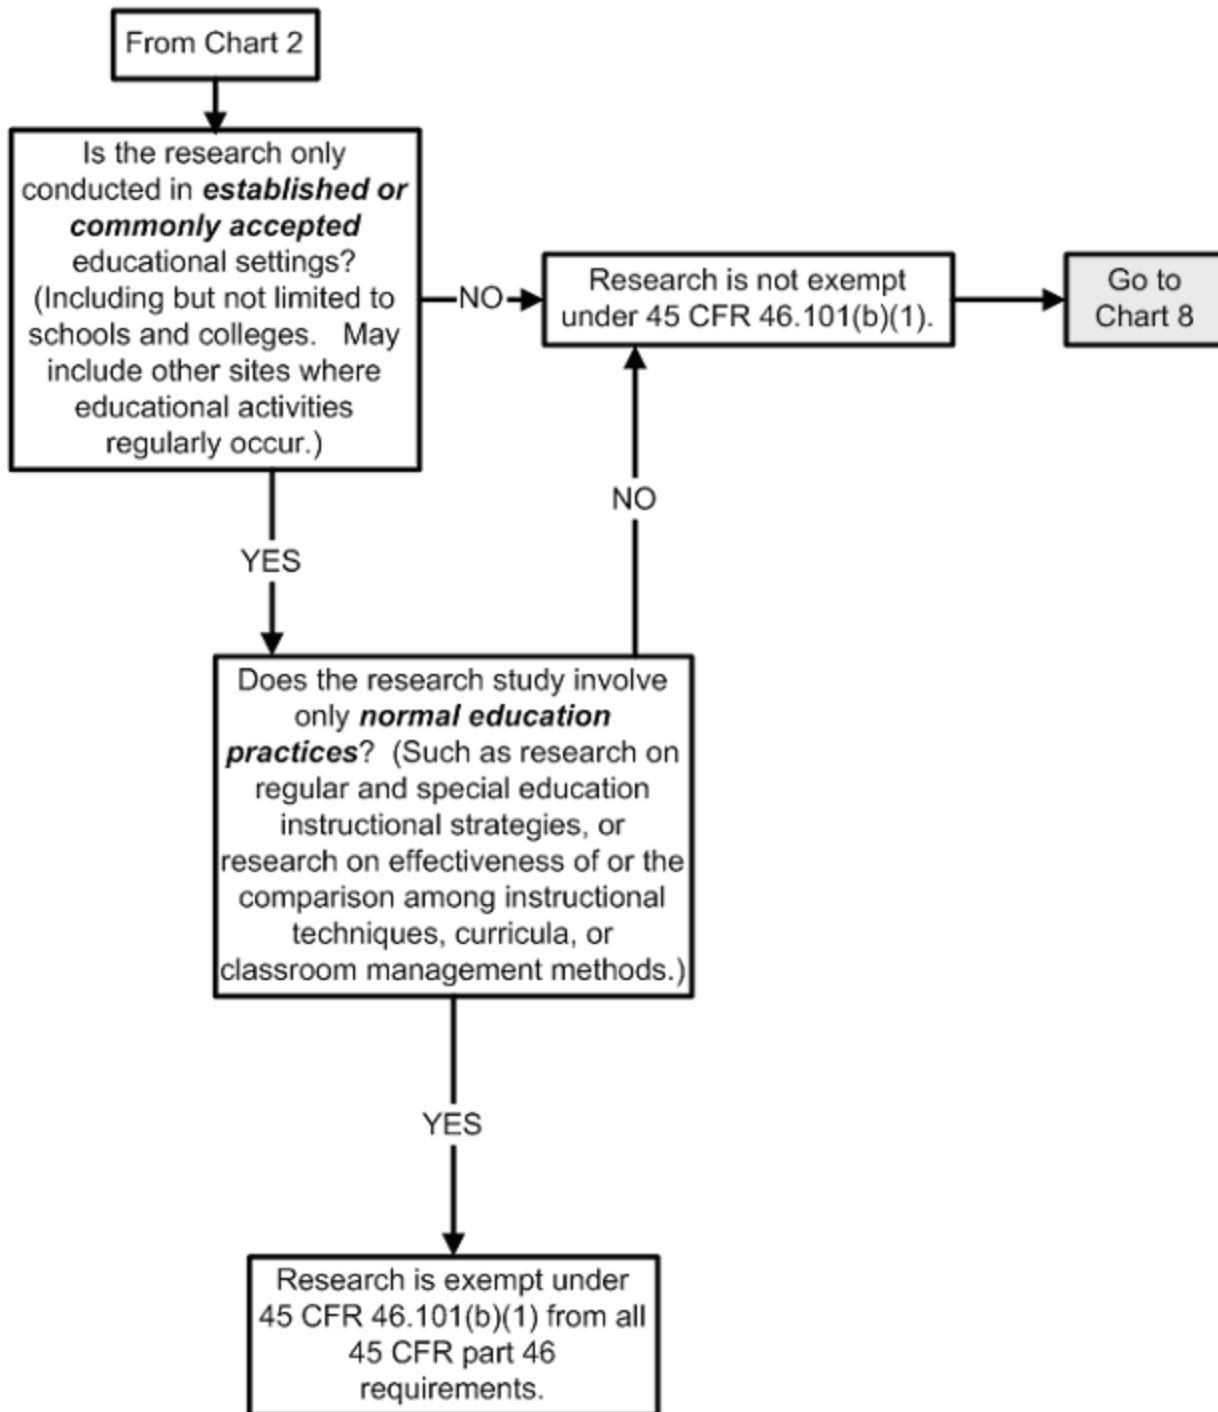 From Chart 2
Is the research only
conducted in established or
commonly accepted
educational settings?
(Including but not limited to
schools and colleges.   May
include other sites where
educational activities
regularly occur.)
NO
Research is not exempt
under 45 CFR 46.101(b)(1).
Go to
Chart 8
YES
NO
Does the research study involve
only normal education
practices?  (Such as research on
regular and special education
instructional strategies, or
research on effectiveness of or the
comparison among instructional
techniques, curricula, or
classroom management methods.)
YES
Research is exempt under
45 CFR 46.101(b)(1) from all
45 CFR part 46
requirements.